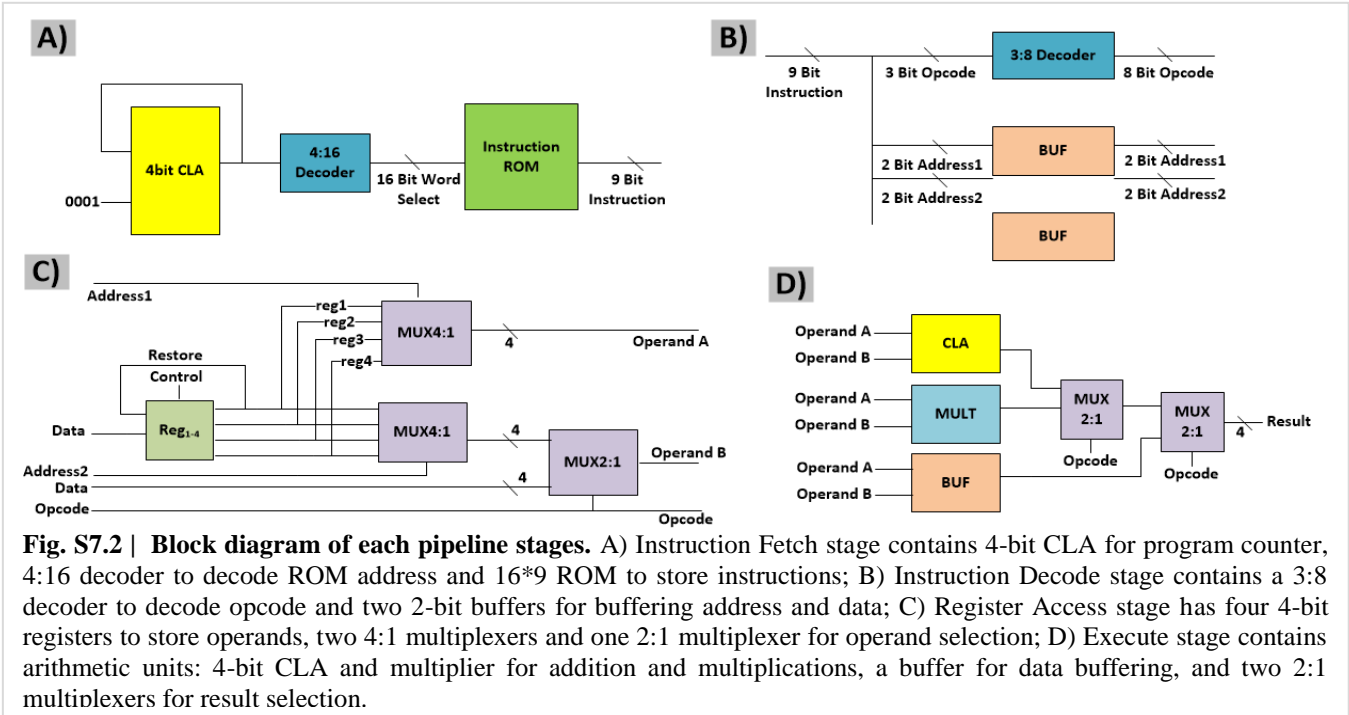 A)
4bit CLA
0001
4:16
Decoder
16 Bit Word
Select
Instruction
ROM
9 Bit
Instruction
B)
9 Bit
Instruction
3 Bit Opcode
3:8 Decoder
8 Bit Opcode
2 Bit Address1
BUF
2 Bit Address1
2 Bit Address2
2 Bit Address2
BUF
C)
Address1
reg1
reg2
reg3
reg4
MUX4:1
4
Operand A
Restore
Control
Data
Reg1-4
MUX4:1
4
MUX2:1
Operand B
Address2
Data
4
Opcode
Opcode
D)
Operand A
Operand B
CLA
Operand A
Operand B
MULT
Operand A
Operand B
BUF
MUX
2:1
Opcode
MUX
2:1
Opcode
4
Result
Fig. S7.2 | Block diagram of each pipeline stages. A) Instruction Fetch stage contains 4-bit CLA for program counter,
4:16 decoder to decode ROM address and 16*9 ROM to store instructions; B) Instruction Decode stage contains a 3:8
decoder to decode opcode and two 2-bit buffers for buffering address and data; C) Register Access stage has four 4-bit
registers to store operands, two 4:1 multiplexers and one 2:1 multiplexer for operand selection; D) Execute stage contains
arithmetic units: 4-bit CLA and multiplier for addition and multiplications, a buffer for data buffering, and two 2:1
multiplexers for result selection.